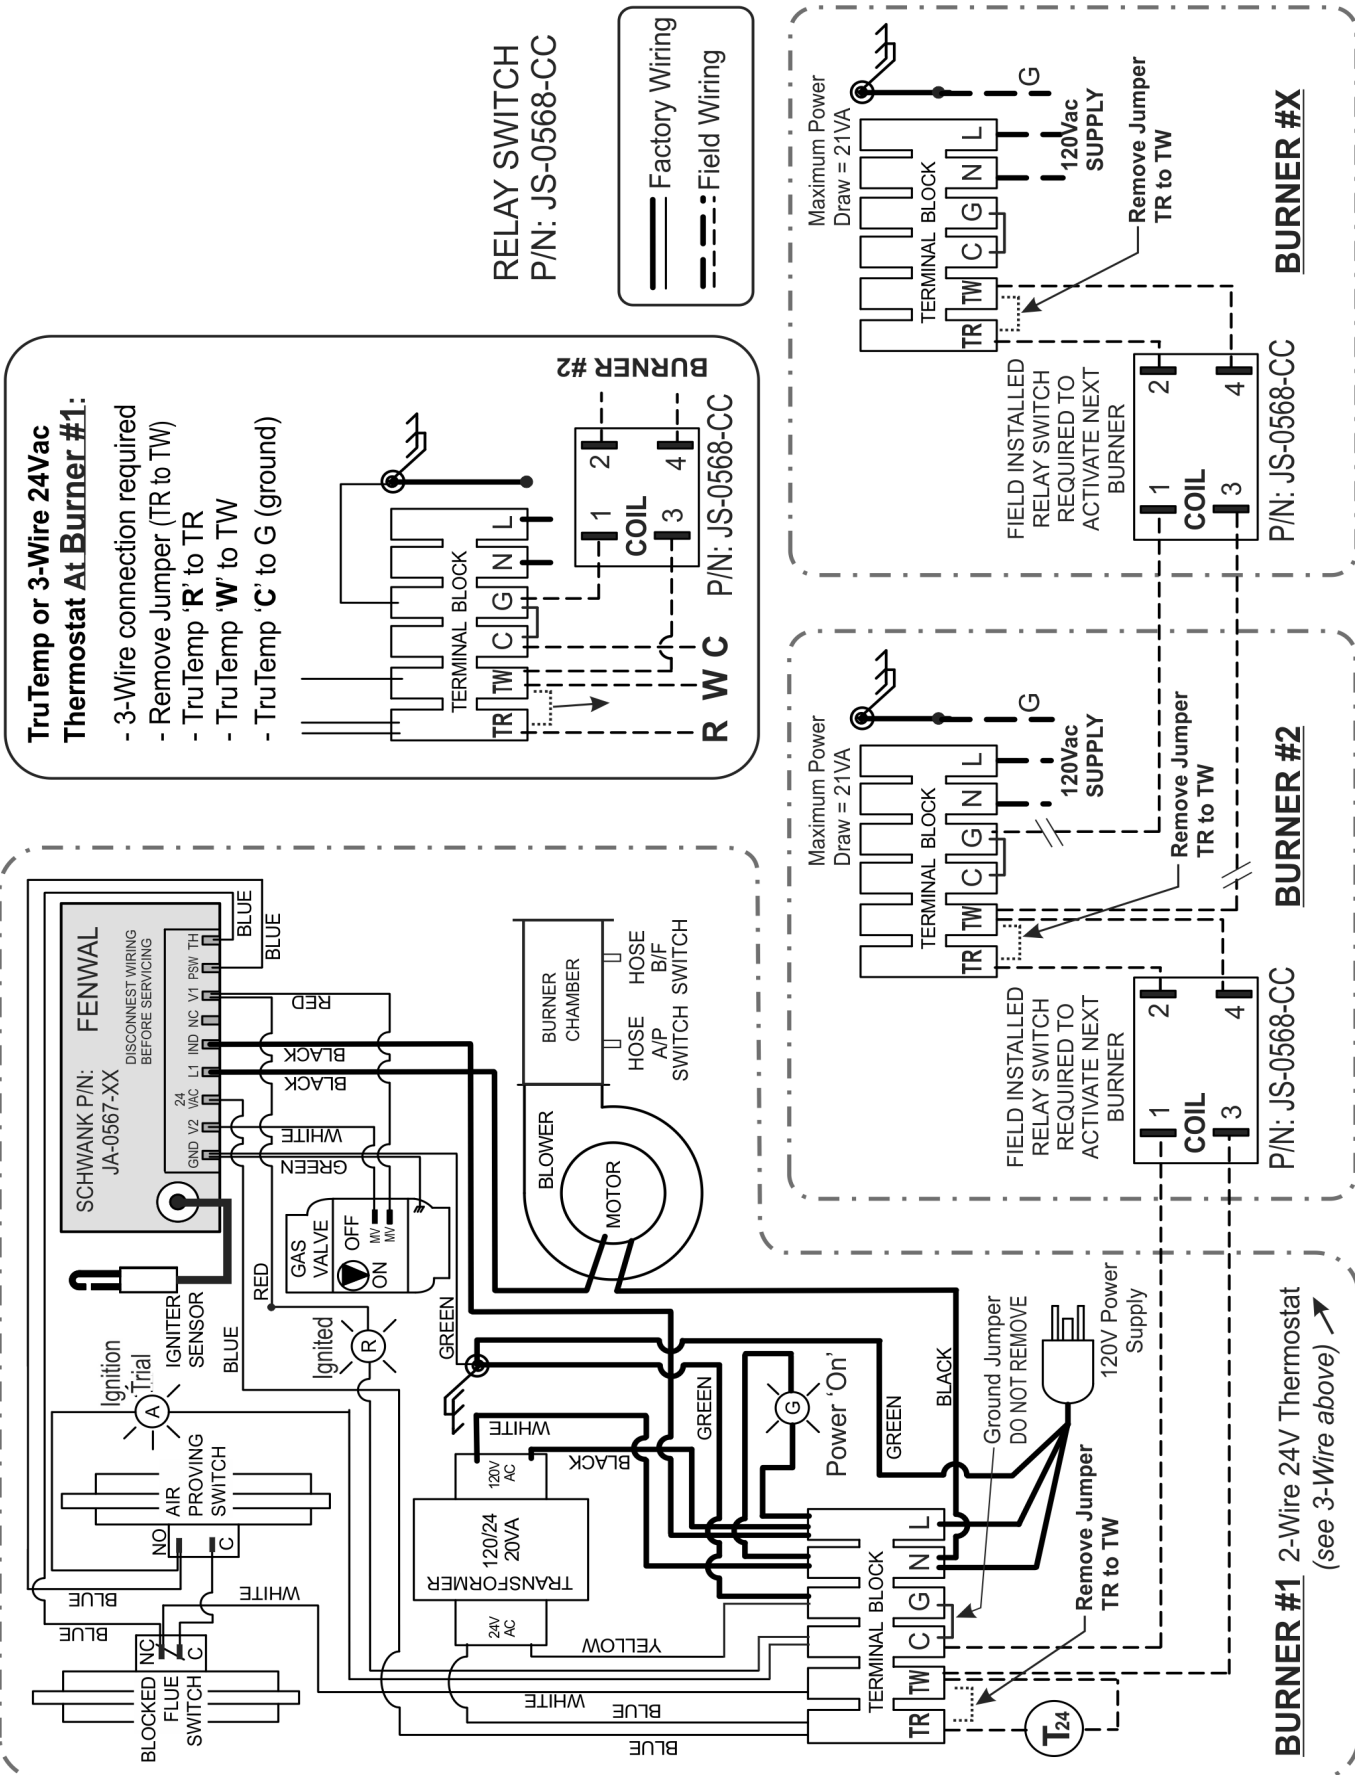 SCHWANK P/N:
JA-0567-XX
FENWAL
DISCONNEST WIRING
BEFORE SERVICING
GND
V2
24
VAC
L1
IND
NC
V1
PSW
TH
BLUE
BLUE
RED
BLACK
BLACK
WHITE
GREEN
IGNITER
SENSOR
Ignition
Trial
A
AIR
PROVING
SWITCH
NO
C
BLUE
BLUE
WHITE
BLOCKED
FLUE
SWITCH
NC
C
BLUE
RED
Ignited
R
GAS
VALVE
OFF
ON
MV
MV
GREEN
BURNER
CHAMBER
BLOWER
MOTOR
HOSE
A/P
SWITCH
HOSE
B/F
SWITCH
120V
AC
120/24
20VA
TRANSFORMER
24V
AC
WHITE
BLACK
YELLOW
WHITE
BLUE
BLUE
GREEN
G
Power 'On'
GREEN
BLACK
TERMINAL BLOCK
TR
TW
C
G
N
L
Ground Jumper
DO NOT REMOVE
120V Power
Supply
Remove Jumper
TR to TW
T24
BURNER #1 2-Wire 24V Thermostat
(see 3-Wire above)
TruTemp or 3-Wire 24Vac
Thermostat At Burner #1:
- 3-Wire connection required
- Remove Jumper (TR to TW)
- TruTemp 'R' to TR
- TruTemp 'W' to TW
- TruTemp 'C' to G (ground)
TERMINAL BLOCK
TR
TW
C
G
N
L
R
W
C
1
2
COIL
3
4
BURNER #2
P/N: JS-0568-CC
RELAY SWITCH
P/N: JS-0568-CC
Factory Wiring
Field Wiring
Maximum Power
Draw = 21VA
TERMINAL BLOCK
TR
TW
C
G
N
L
G
120Vac
SUPPLY
Remove Jumper
TR to TW
FIELD INSTALLED
RELAY SWITCH
REQUIRED TO
ACTIVATE NEXT
BURNER
1
2
COIL
3
4
P/N: JS-0568-CC
BURNER #2
Maximum Power
Draw = 21VA
TERMINAL BLOCK
TR
TW
C
G
N
L
G
120Vac
SUPPLY
Remove Jumper
TR to TW
FIELD INSTALLED
RELAY SWITCH
REQUIRED TO
ACTIVATE NEXT
BURNER
1
2
COIL
3
4
P/N: JS-0568-CC
BURNER #X